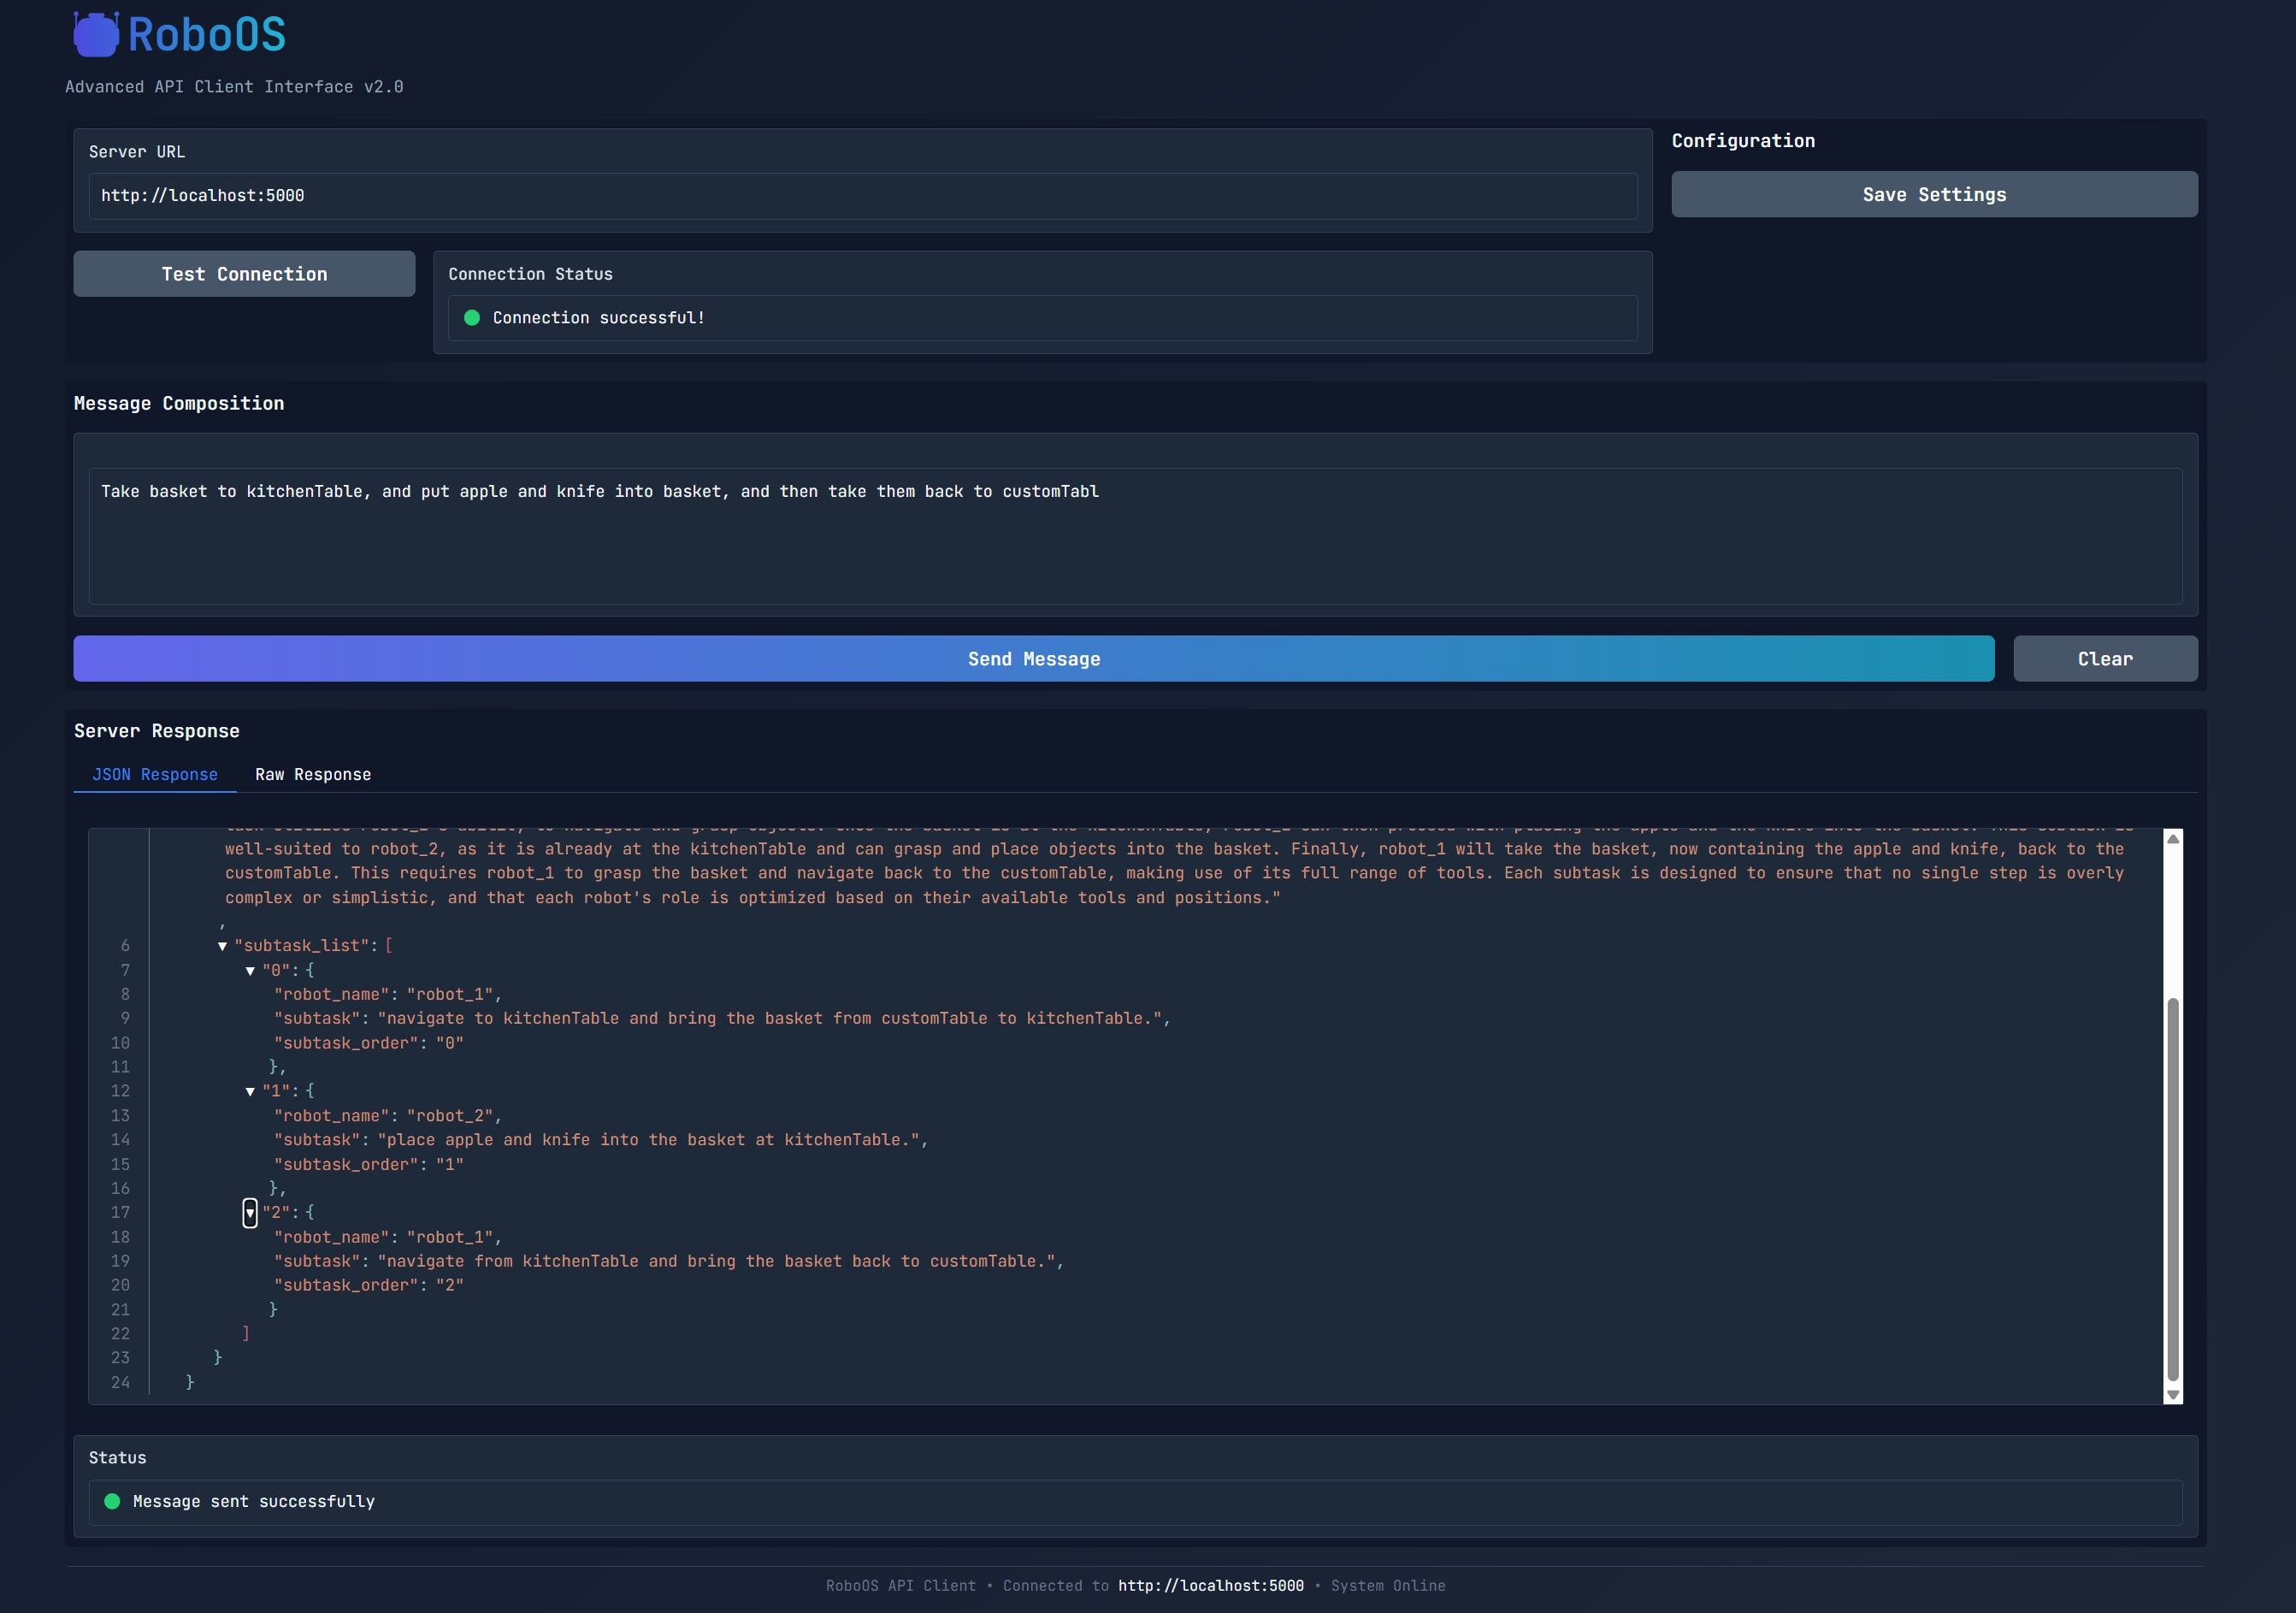 RoboOS
Advanced API Client Interface v2.0
Server URL
http://localhost:5000
Configuration
Save Settings
Test Connection
Connection Status
Connection successful!
Message Composition
Take basket to kitchenTable, and put apple and knife into basket, and then take them back to customTabl
Send Message
Clear
Server Response
JSON Response
Raw Response
well-suited to robot_2, as it is already at the kitchenTable and can grasp and place objects into the basket. Finally, robot_1 will take the basket, now containing the apple and knife, back to the
customTable. This requires robot_1 to grasp the basket and navigate back to the customTable, making use of its full range of tools. Each subtask is designed to ensure that no single step is overly
complex or simplistic, and that each robot's role is optimized based on their available tools and positions."
,
6 ▼ "subtask_list": [
7 ▼ "0": {
8 "robot_name": "robot_1",
9 "subtask": "navigate to kitchenTable and bring the basket from customTable to kitchenTable.",
10 "subtask_order": "0"
11 },
12 ▼ "1": {
13 "robot_name": "robot_2",
14 "subtask": "place apple and knife into the basket at kitchenTable.",
15 "subtask_order": "1"
16 },
17 ▼ "2": {
18 "robot_name": "robot_1",
19 "subtask": "navigate from kitchenTable and bring the basket back to customTable.",
20 "subtask_order": "2"
21 }
22 ]
23 }
24 }
Status
Message sent successfully
RoboOS API Client • Connected to http://localhost:5000 • System Online